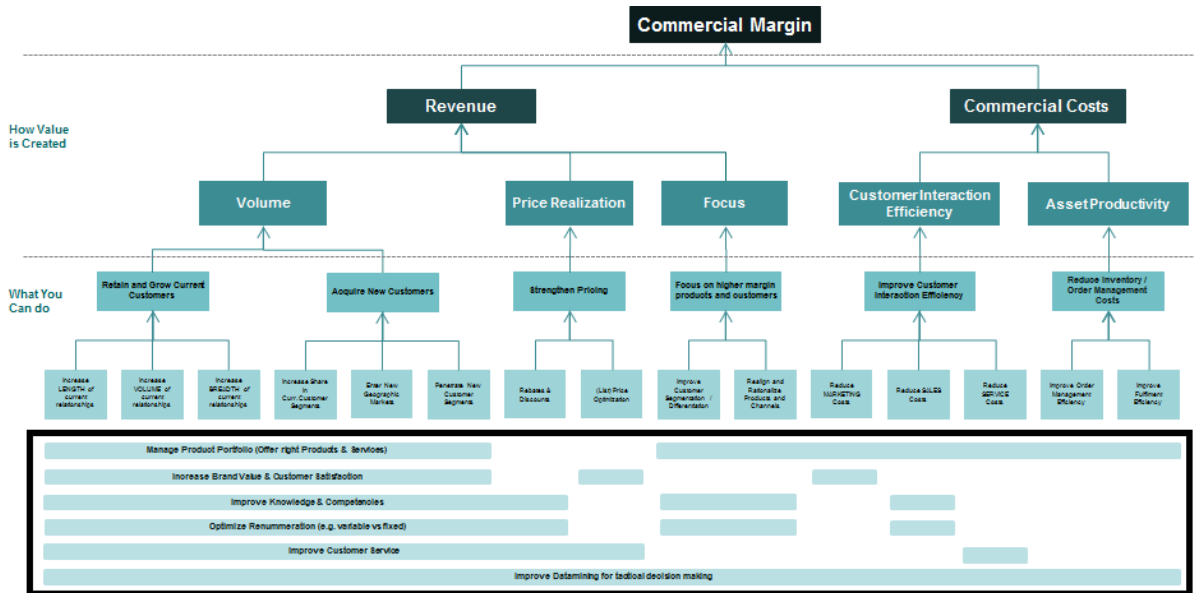 Commercial Margin
How Value
is Created
Revenue
Commercial Costs
Volume
Price Realization
Focus
Customer Interaction
Efficiency
Asset Productivity
What You
Can do
Retain and Grow Current
Customers
Acquire New Customers
Strengthen Pricing
Focus on higher margin
products and customers
Improve Customer
Interaction Efficiency
Reduce Inventory /
Order Management
Costs
Increase
LENGTH of
current
relationships
Increase
VOLUME of
current
relationships
Increase
BREADTH of
current
relationships
Increase Share
in
Curr. Customer
Segments
Enter New
Geographic
Markets
Penetrate New
Customer
Segments
Rebates &
Discounts
(List) Price
Optimization
Improve
Customer
Segmentation /
Differentation
Realign and
Rationalize
Products and
Channels
Reduce
MARKETING
Costs
Reduce SALES
Costs
Reduce
SERVICE
Costs
Improve Order
Management
Efficiency
Improve
Fulfiment
Efficiency
Manage Product Portfolio (Offer right Products & Services)
Increase Brand Value & Customer Satisfaction
Improve Knowledge & Competencies
Optimize Renummeration (e.g. variable vs fixed)
Improve Customer Service
Improve Datamining for tactical decision making